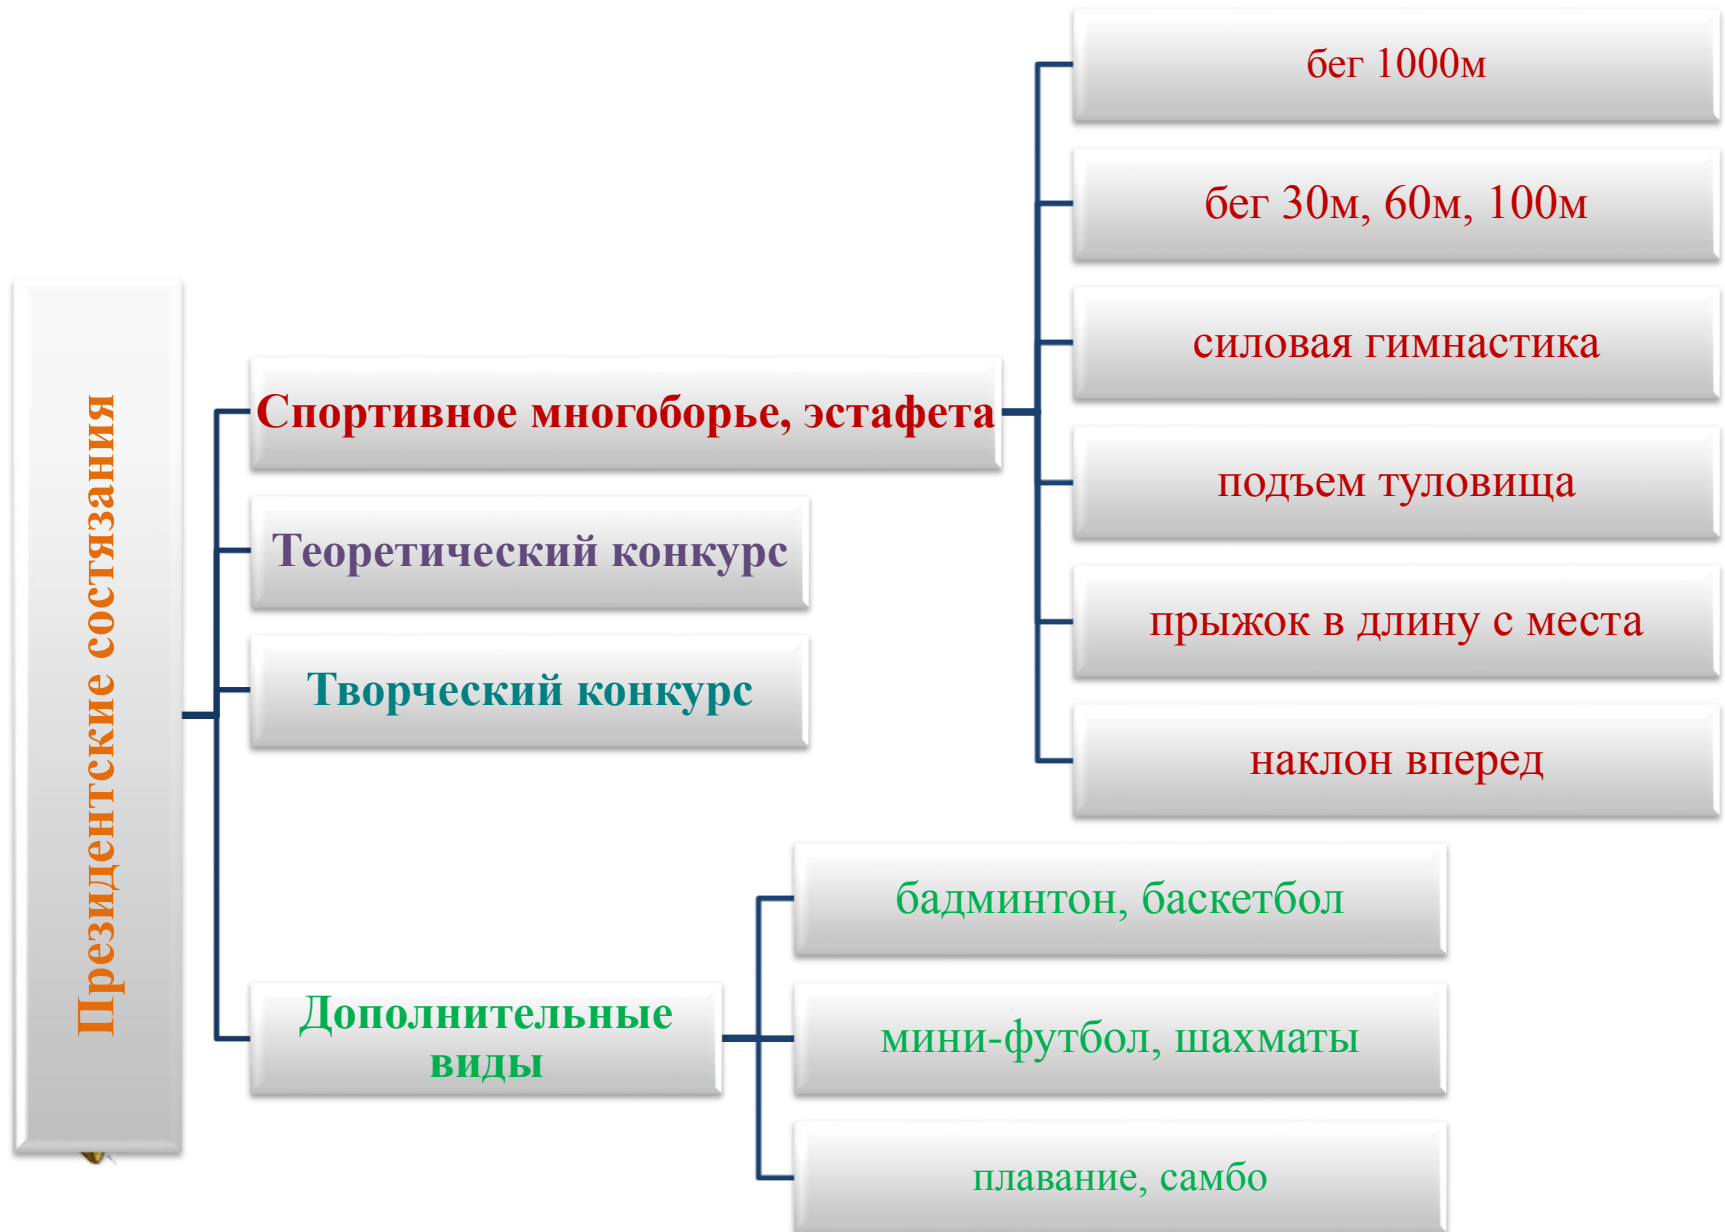 Президентские состязания
Спортивное многоборье, эстафета
бег 1000м
бег 30м, 60м, 100м
силовая гимнастика
подъем туловища
прыжок в длину с места
наклон вперед
Теоретический конкурс
Творческий конкурс
Дополнительные
виды
бадминтон, баскетбол
мини-футбол, шахматы
плавание, самбо